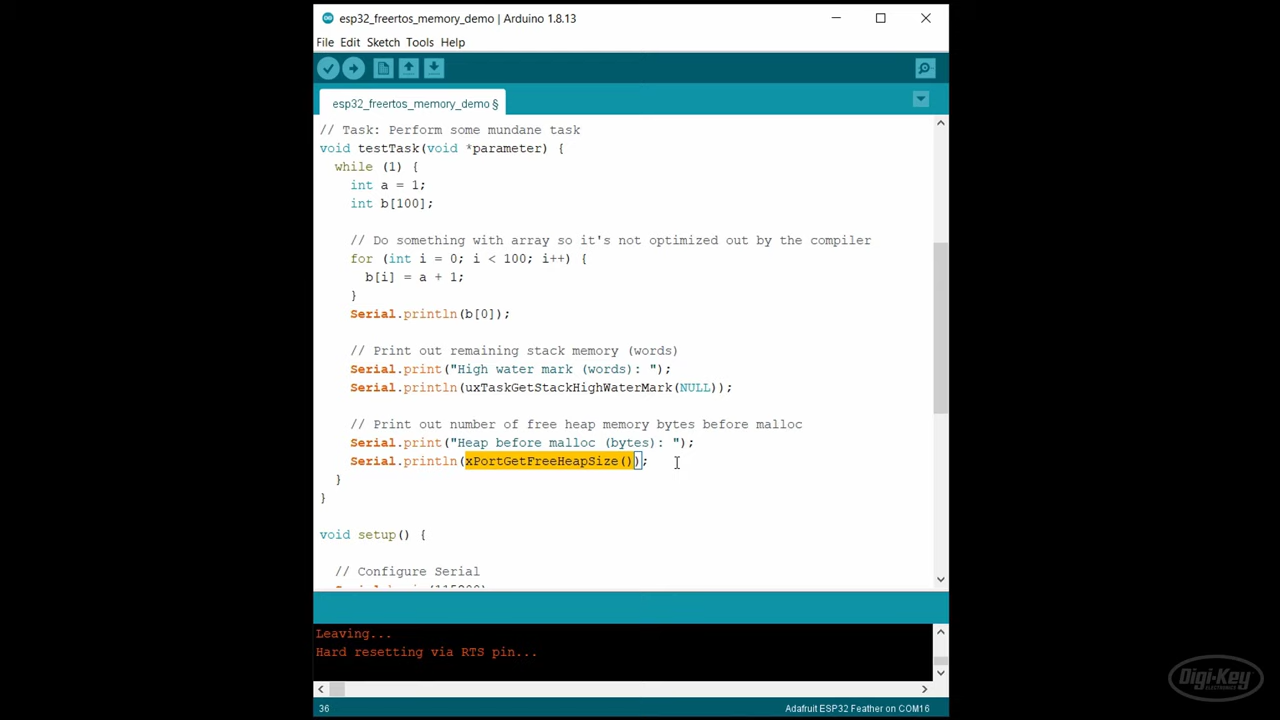 esp32_freertos_memory_demo | Arduino 1.8.13
File Edit Sketch Tools Help
esp32_freertos_memory_demo §
// Task: Perform some mundane task
void testTask(void *parameter) {
while (1) {
int a = 1;
int b[100];
// Do something with array so it's not optimized out by the compiler
for (int i = 0; i < 100; i++) {
b[i] = a + 1;
}
Serial.println(b[0]);
// Print out remaining stack memory (words)
Serial.print("High water mark (words): ");
Serial.println(uxTaskGetStackHighWaterMark(NULL));
// Print out number of free heap memory bytes before malloc
Serial.print("Heap before malloc (bytes): ");
Serial.println(xPortGetFreeHeapSize());
}
}
void setup() {
// Configure Serial
Leaving...
Hard resetting via RTS pin...
36 Adafruit ESP32 Feather on COM16
Digi-Key
ELECTRONICS